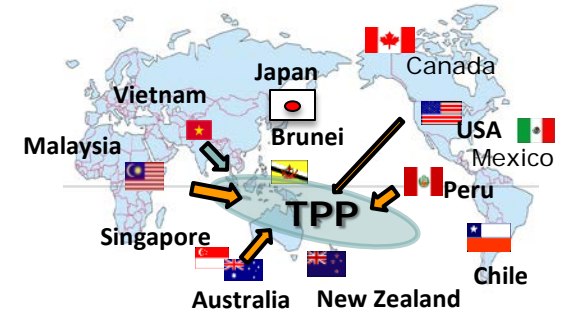 Canada
Japan
Vietnam
USA
Brunei
Malaysia
Mexico
Peru
TPP
Singapore
Chile
Australia
New Zealand